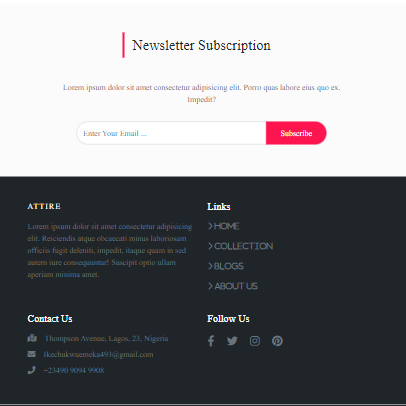 Newsletter Subscription
Lorem ipsum dolor sit amet consectetur adipisicing elit. Porro quas labore eius quo ex.
Impedit?
Enter Your Email ...
Subscribe
ATTIRE
Lorem ipsum dolor sit amet consectetur adipisicing
elit. Reiciendis atque obcaecati minus laboriosam
officiis fugit deleniti, impedit, itaque quam in sed
autem iure consequuntur! Suscipit optio ullam
aperiam minima amet.
Links
HOME
COLLECTION
BLOGS
ABOUT US
Contact Us
Thompson Avenue, Lagos, 23, Nigeria
fkechukwuemeka493@gmail.com
+23490 9094 9908
Follow Us